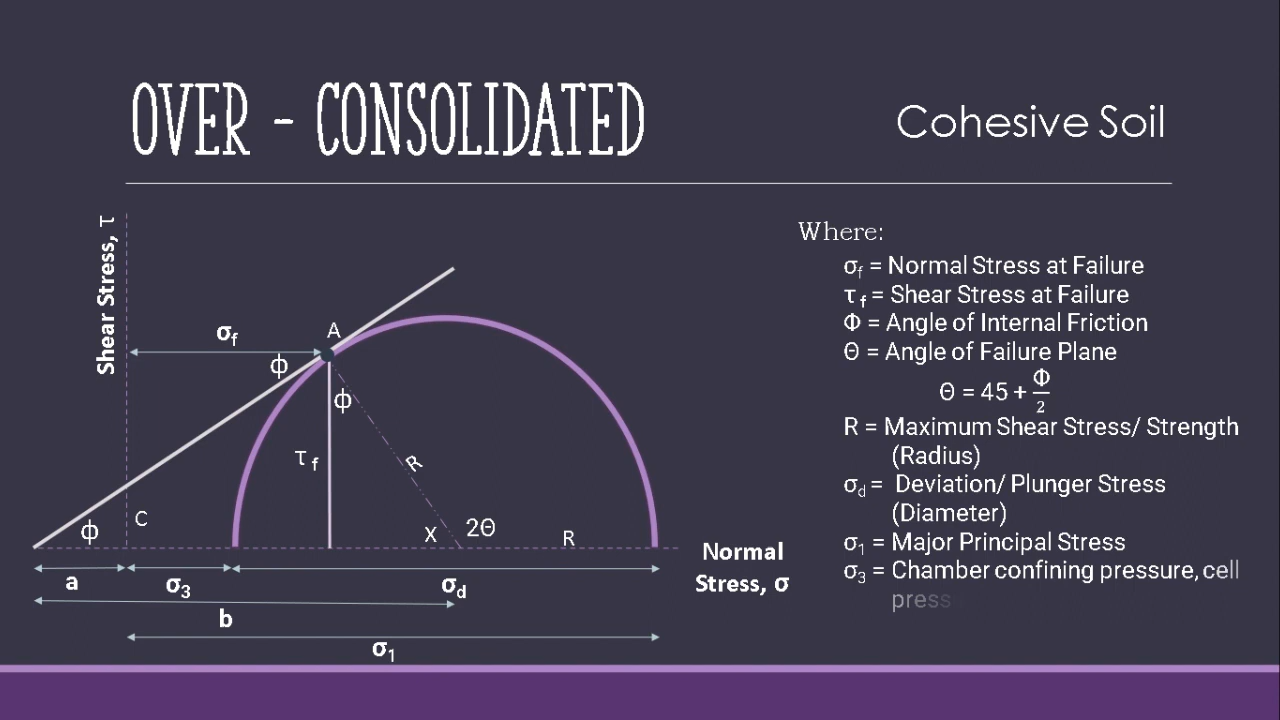 OVER - CONSOLIDATED
Cohesive Soil
Shear Stress, τ
σf
A
ϕ
ϕ
τ f
R
ϕ
C
X
2Θ
R
Normal
Stress, σ
a
σ3
σd
b
σ1
Where:
σf = Normal Stress at Failure
τ f = Shear Stress at Failure
Φ = Angle of Internal Friction
Θ = Angle of Failure Plane
Θ = 45 + Φ/2
R = Maximum Shear Stress/ Strength
(Radius)
σd = Deviation/ Plunger Stress
(Diameter)
σ1 = Major Principal Stress
σ3 = Chamber confining pressure, cell
press